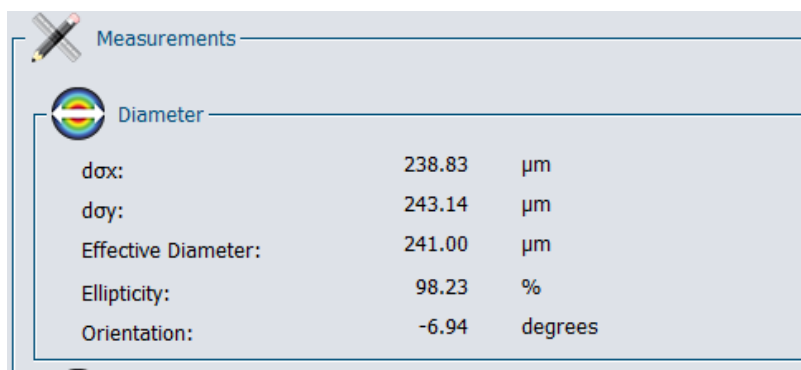 Measurements
Diameter
dσx: 238.83 µm
dσy: 243.14 µm
Effective Diameter: 241.00 µm
Ellipticity: 98.23 %
Orientation: -6.94 degrees